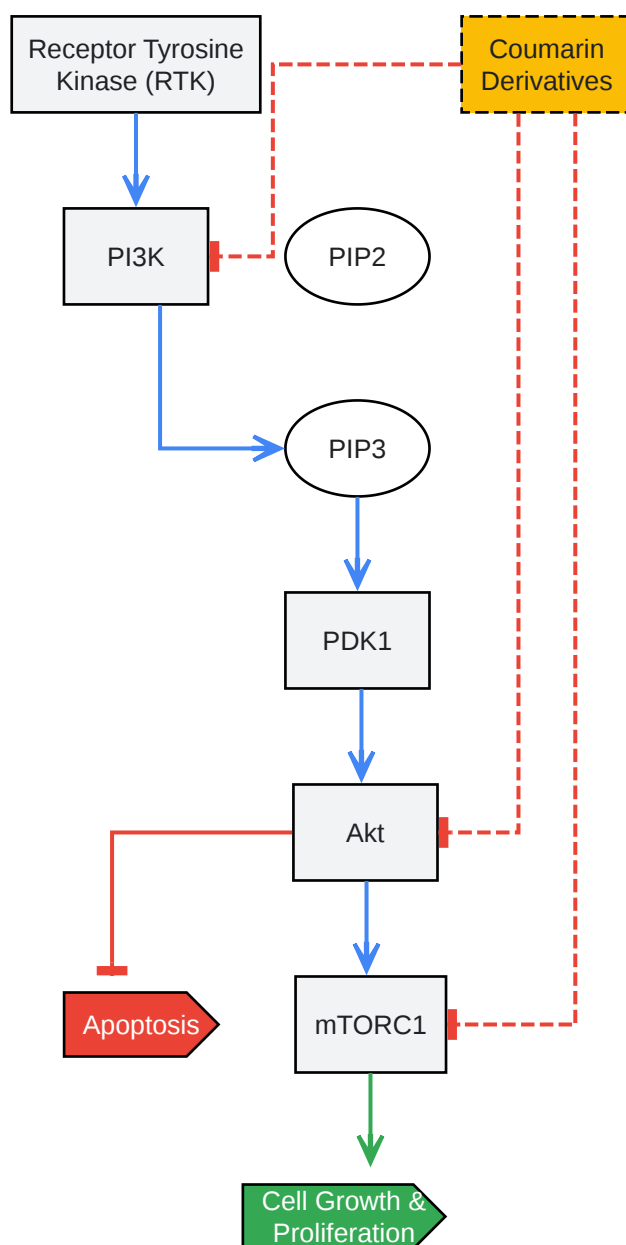 Receptor Tyrosine
Kinase (RTK)
Coumarin
Derivatives
PI3K
PIP2
PIP3
PDK1
Akt
Apoptosis
mTORC1
Cell Growth &
Proliferation